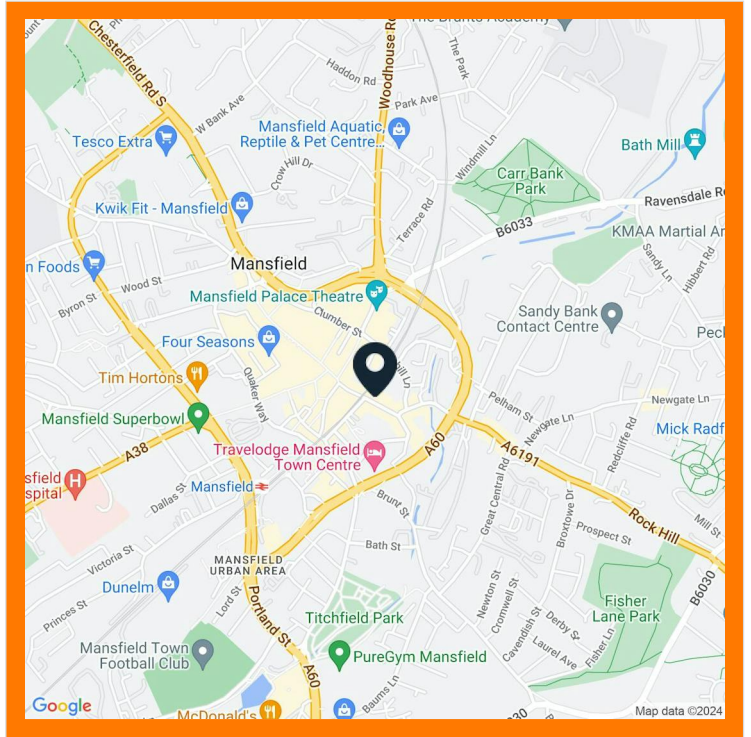 The Brunts Academy
Chesterfield Rd S
Woodhouse Rd
The Park
Haddon Rd
Park Ave
W Bank Ave
Mansfield Aquatic,
Reptile & Pet Centre...
Tesco Extra
Windmill Ln
Bath Mill
Crow Hill Dr
Carr Bank
Park
Kwik Fit - Mansfield
Terrace Rd
Ravensdale R
B6033
KMAA Martial Ar
Sandy Ln
Hibbert Rd
n Foods
Mansfield
Wood St
Byron St
Mansfield Palace Theatre
Clumber St
Sandy Bank
Contact Centre
Four Seasons
Pec
hill Ln
Tim Hortons
Quaker Way
Pelham St
Newgate Ln
Mansfield Superbowl
Newgate Ln
Redcliffe Rd
Mick Radf
A38
Travelodge Mansfield
Town Centre
A60
A6191
sfield
spital
H
Mansfield
Dallas St
Brunt St
Great Central Rd
Broxtowe Dr
Rock Hill
Mill St
Prospect St
Bath St
Victoria St
MANSFIELD
URBAN AREA
Dunelm
Lord St
Portland St
Princes St
Newton St
Cromwell St
B6030
Fisher
Lane Park
Titchfield Park
Derby St
Cavendish St
Laurel Ave
Fisher Ln
Mansfield Town
Football Club
PureGym Mansfield
A60
Baums Ln
Google
McDonald's
Map data ©2024